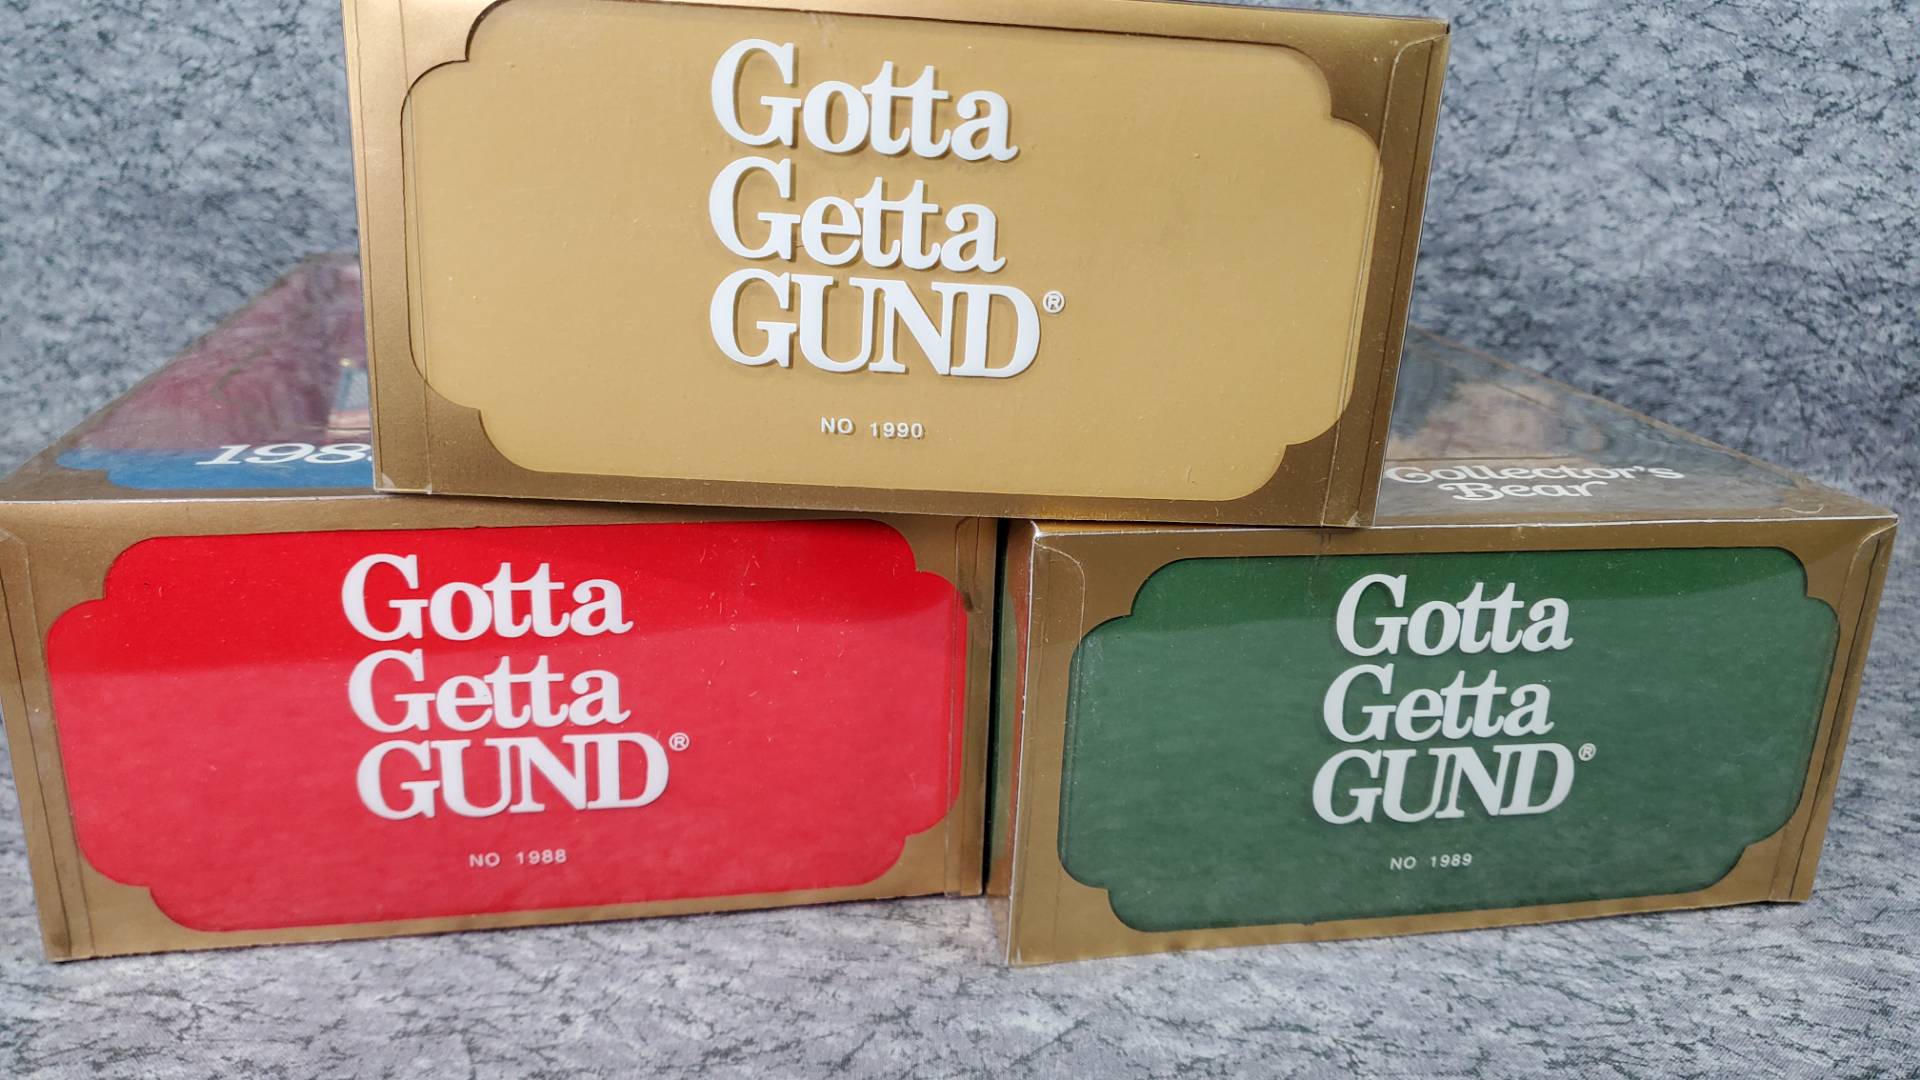 Gotta
Getta
GUND®
NO 1990
Collector's
Bear
Gotta
Getta
GUND®
NO 1988
Gotta
Getta
GUND®
NO 1989